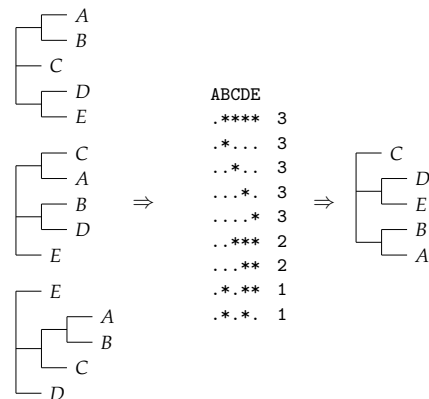 A
B
C
D
E
C
A
B
D
E
E
A
B
C
D
⇒
ABCDE
.**** 3
.*... 3
..*.. 3
...*. 3
....* 3
..*** 2
...** 2
.*.** 1
.*.*. 1
⇒
C
D
E
B
A